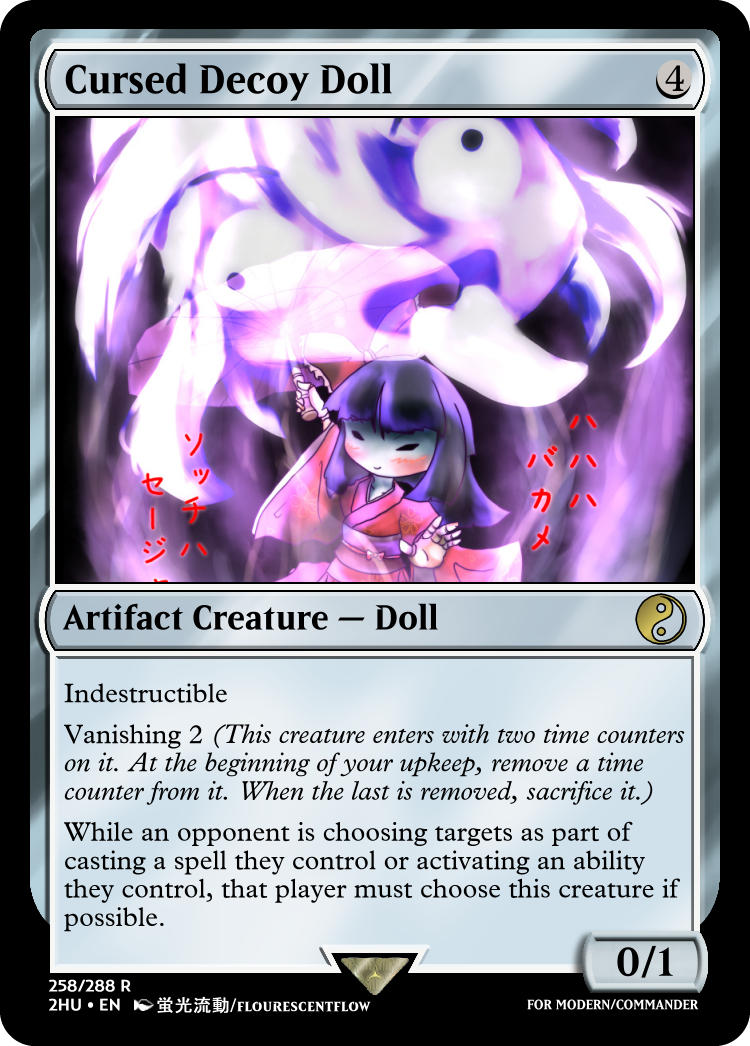 Cursed Decoy Doll
4
ハハハ
バカメ
ソッチハ
セージ
Artifact Creature — Doll
Indestructible
Vanishing 2 (This creature enters with two time counters
on it. At the beginning of your upkeep, remove a time
counter from it. When the last is removed, sacrifice it.)
While an opponent is choosing targets as part of
casting a spell they control or activating an ability
they control, that player must choose this creature if
possible.
0/1
258/288 R
2HU • EN 蛍光流動/FLOURESCENTFLOW
FOR MODERN/COMMANDER